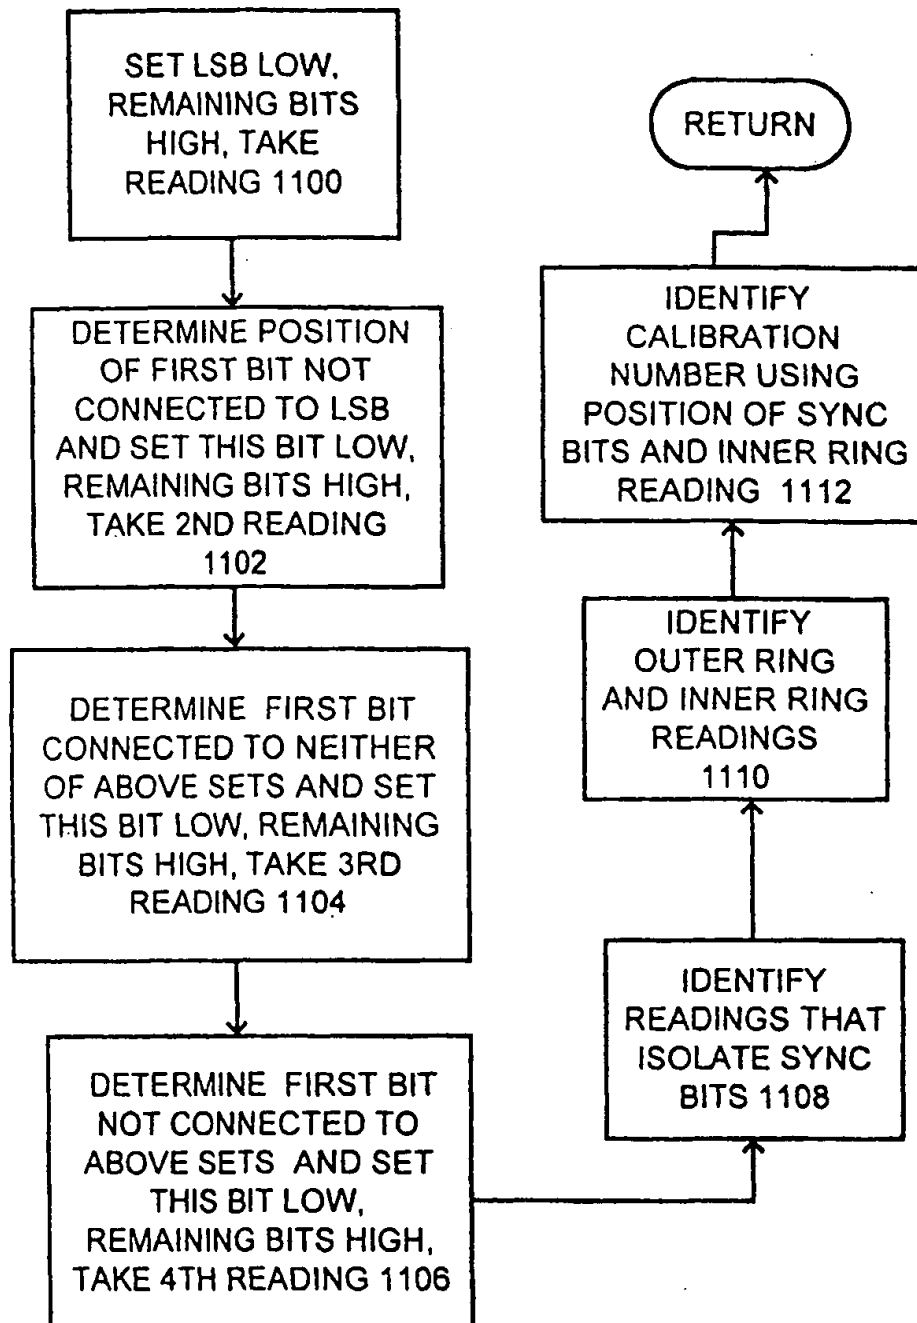 SET LSB LOW,
REMAINING BITS
HIGH, TAKE
READING 1100
DETERMINE POSITION
OF FIRST BIT NOT
CONNECTED TO LSB
AND SET THIS BIT LOW,
REMAINING BITS HIGH,
TAKE 2ND READING
1102
DETERMINE FIRST BIT
CONNECTED TO NEITHER
OF ABOVE SETS AND SET
THIS BIT LOW, REMAINING
BITS HIGH, TAKE 3RD
READING 1104
DETERMINE FIRST BIT
NOT CONNECTED TO
ABOVE SETS AND SET
THIS BIT LOW,
REMAINING BITS HIGH,
TAKE 4TH READING 1106
IDENTIFY
READINGS THAT
ISOLATE SYNC
BITS 1108
IDENTIFY
OUTER RING
AND INNER RING
READINGS
1110
IDENTIFY
CALIBRATION
NUMBER USING
POSITION OF SYNC
BITS AND INNER RING
READING 1112
RETURN